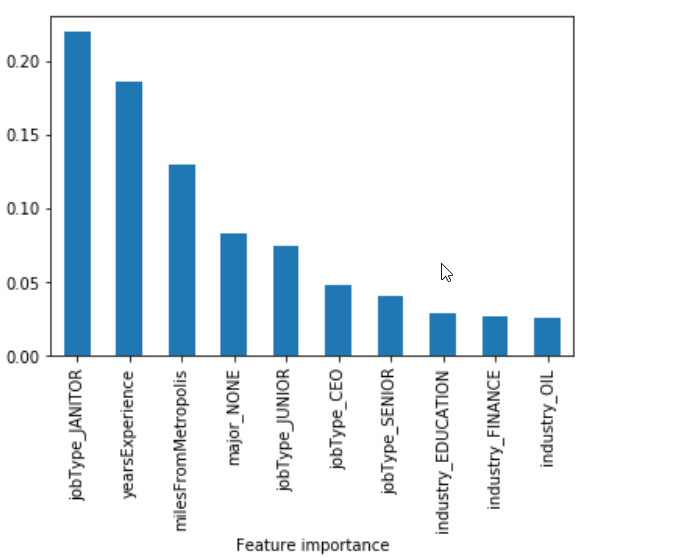 0.20
0.15
0.10
0.05
0.00
jobType_JANITOR
yearsExperience
milesFromMetropolis
major_NONE
jobType_JUNIOR
jobType_CEO
jobType_SENIOR
industry_EDUCATION
industry_FINANCE
industry_OIL
Feature importance